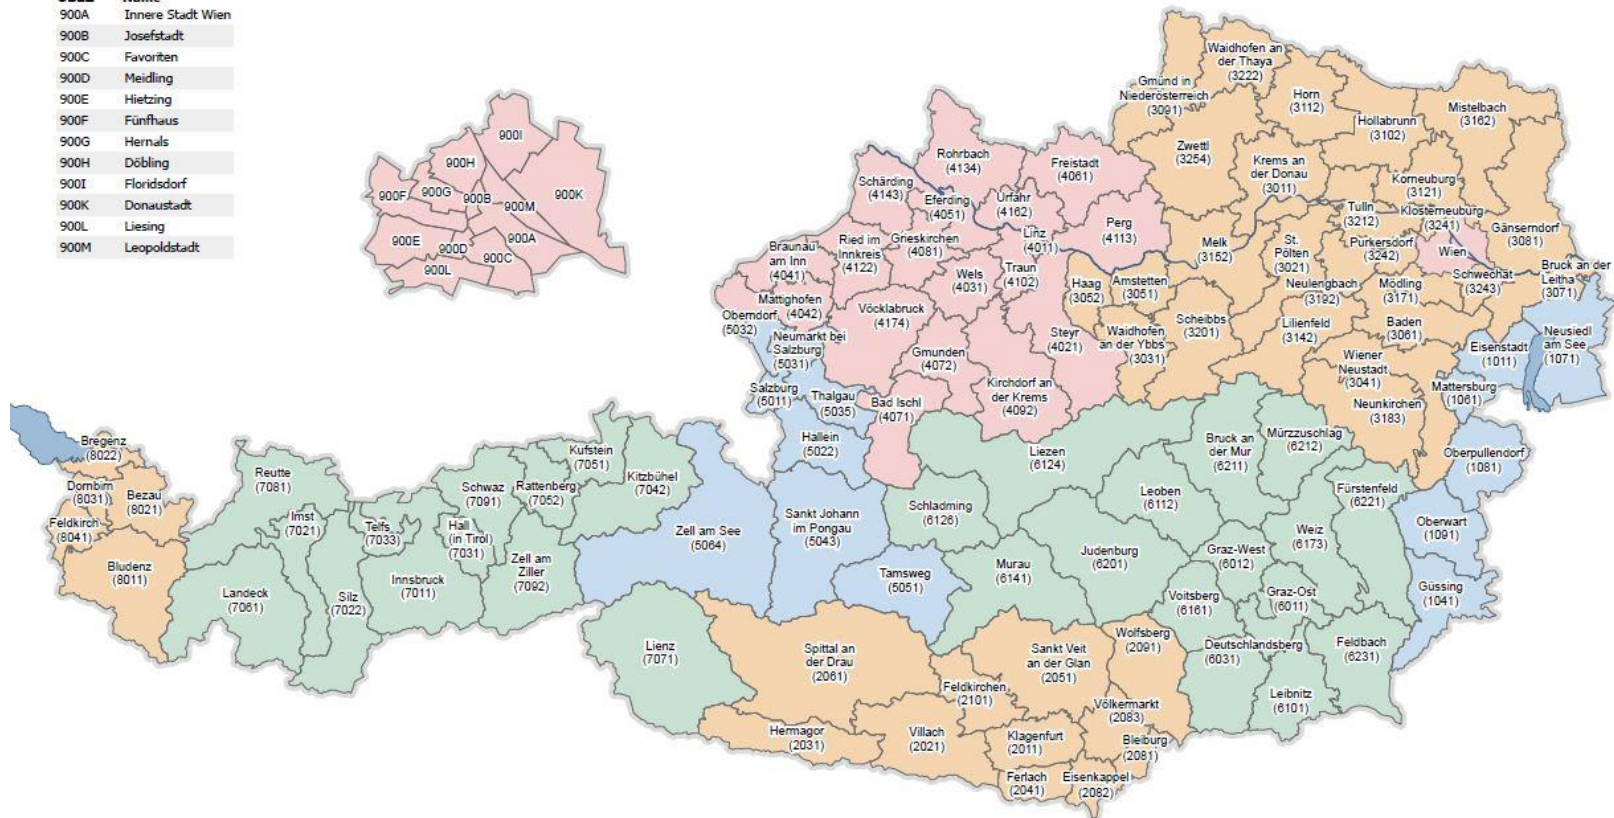 900A Innere Stadt Wien
900B Josefstadt
900C Favoriten
900D Meidling
900E Hietzing
900F Fünfhaus
900G Hernals
900H Döbling
900I Floridsdorf
900K Donaustadt
900L Liesing
900M Leopoldstadt
900I
900H
900K
900F
900G
900B
900M
900E
900D
900A
900C
900L
Waidhofen an
der Thaya
(3222)
Gmünd in
Niederösterreich
(3091)
Horn
(3112)
Hollabrunn
(3102)
Mistelbach
(3162)
Zwettl
(3254)
Krems an
der Donau
(3011)
Korneuburg
(3121)
Tulln
(3212)
Klosterneuburg
(3241)
Gänserndorf
(3081)
Rohrbach
(4134)
Freistadt
(4061)
Schärding
(4143)
Eferding
(4051)
Urfahr
(4162)
Perg
(4113)
Linz
(4011)
Melk
(3152)
St.
Pölten
(3021)
Purkersdorf
(3242)
Wien
Braunau
am Inn
(4041)
Ried im
Innkreis
(4122)
Grieskirchen
(4081)
Wels
(4031)
Traun
(4102)
Haag
(3052)
Amstetten
(3051)
Neulengbach
(3192)
Mödling
(3171)
Schwechat
(3243)
Bruck an der
Leitha
(3071)
Mattighofen
(4042)
Oberndorf
(5032)
Vöcklabruck
(4174)
Steyr
(4021)
Waidhofen
an der Ybbs
(3031)
Scheibbs
(3201)
Lilienfeld
(3142)
Baden
(3061)
Neusiedl
am See
(1071)
Eisenstadt
(1011)
Neumarkt bei
Salzburg
(5031)
Gmunden
(4072)
Kirchdorf an
der Krems
(4092)
Wiener
Neustadt
(3041)
Mattersburg
(1061)
Salzburg
(5011)
Thalgau
(5035)
Bad Ischl
(4071)
Neunkirchen
(3183)
Hallein
(5022)
Liezen
(6124)
Bruck an
der Mur
(6211)
Mürzzuschlag
(6212)
Oberpullendorf
(1081)
Bregenz
(8022)
Dornbirn
(8031)
Bezau
(8021)
Feldkirch
(8041)
Bludenz
(8011)
Reutte
(7081)
Imst
(7021)
Telfs
(7033)
Schwaz
(7091)
Hall
(in Tirol)
(7031)
Rattenberg
(7052)
Kufstein
(7051)
Kitzbühel
(7042)
Zell am
Ziller
(7092)
Landeck
(7061)
Silz
(7022)
Innsbruck
(7011)
Zell am See
(5064)
Sankt Johann
im Pongau
(5043)
Schladming
(6126)
Leoben
(6112)
Fürstenfeld
(6221)
Oberwart
(1091)
Weiz
(6173)
Tamsweg
(5051)
Murau
(6141)
Judenburg
(6201)
Graz-West
(6012)
Graz-Ost
(6011)
Güssing
(1041)
Voitsberg
(6161)
Lienz
(7071)
Spittal an
der Drau
(2061)
Sankt Veit
an der Glan
(2051)
Wolfsberg
(2091)
Deutschlandsberg
(6031)
Feldbach
(6231)
Leibnitz
(6101)
Feldkirchen
(2101)
Völkermarkt
(2083)
Hermagor
(2031)
Villach
(2021)
Klagenfurt
(2011)
Bleiburg
(2081)
Ferlach
(2041)
Eisenkappel
(2082)